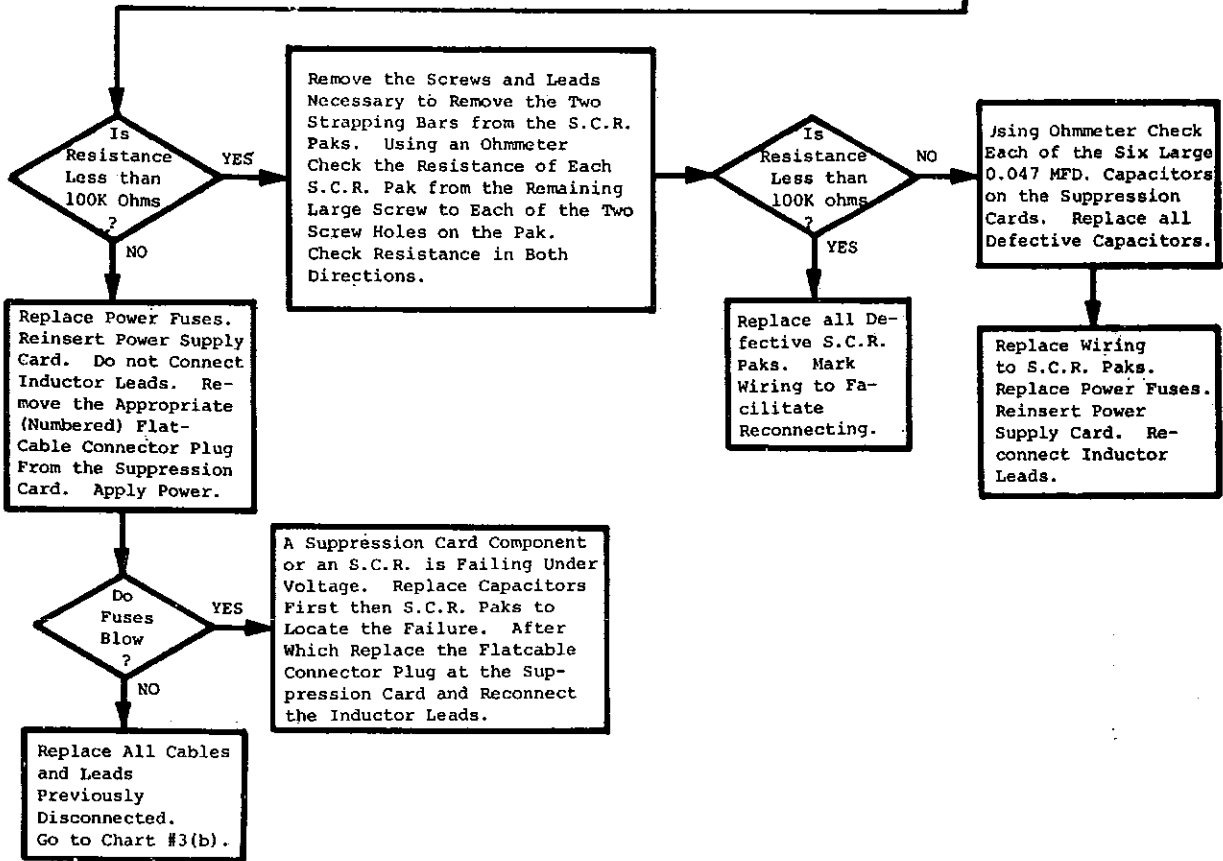 Is
Resistance
Less than
100K Ohms
?
YES
NO
Remove the Screws and Leads
Necessary to Remove the Two
Strapping Bars from the S.C.R.
Paks. Using an Ohmmeter
Check the Resistance of Each
S.C.R. Pak from the Remaining
Large Screw to Each of the Two
Screw Holes on the Pak.
Check Resistance in Both
Directions.
Is
Resistance
Less than
100K ohms
?
NO
YES
Using Ohmmeter Check
Each of the Six Large
0.047 MFD. Capacitors
on the Suppression
Cards. Replace all
Defective Capacitors.
Replace all De-
fective S.C.R.
Paks. Mark
Wiring to Fa-
cilitate
Reconnecting.
Replace Wiring
to S.C.R. Paks.
Replace Power Fuses.
Reinsert Power
Supply Card. Re-
connect Inductor
Leads.
Replace Power Fuses.
Reinsert Power Supply
Card. Do not Connect
Inductor Leads. Re-
move the Appropriate
(Numbered) Flat-
Cable Connector Plug
From the Suppression
Card. Apply Power.
Do
Fuses
Blow
?
YES
NO
A Suppression Card Component
or an S.C.R. is Failing Under
Voltage. Replace Capacitors
First then S.C.R. Paks to
Locate the Failure. After
Which Replace the Flatcable
Connector Plug at the Sup-
pression Card and Reconnect
the Inductor Leads.
Replace All Cables
and Leads
Previously
Disconnected.
Go to Chart #3(b).